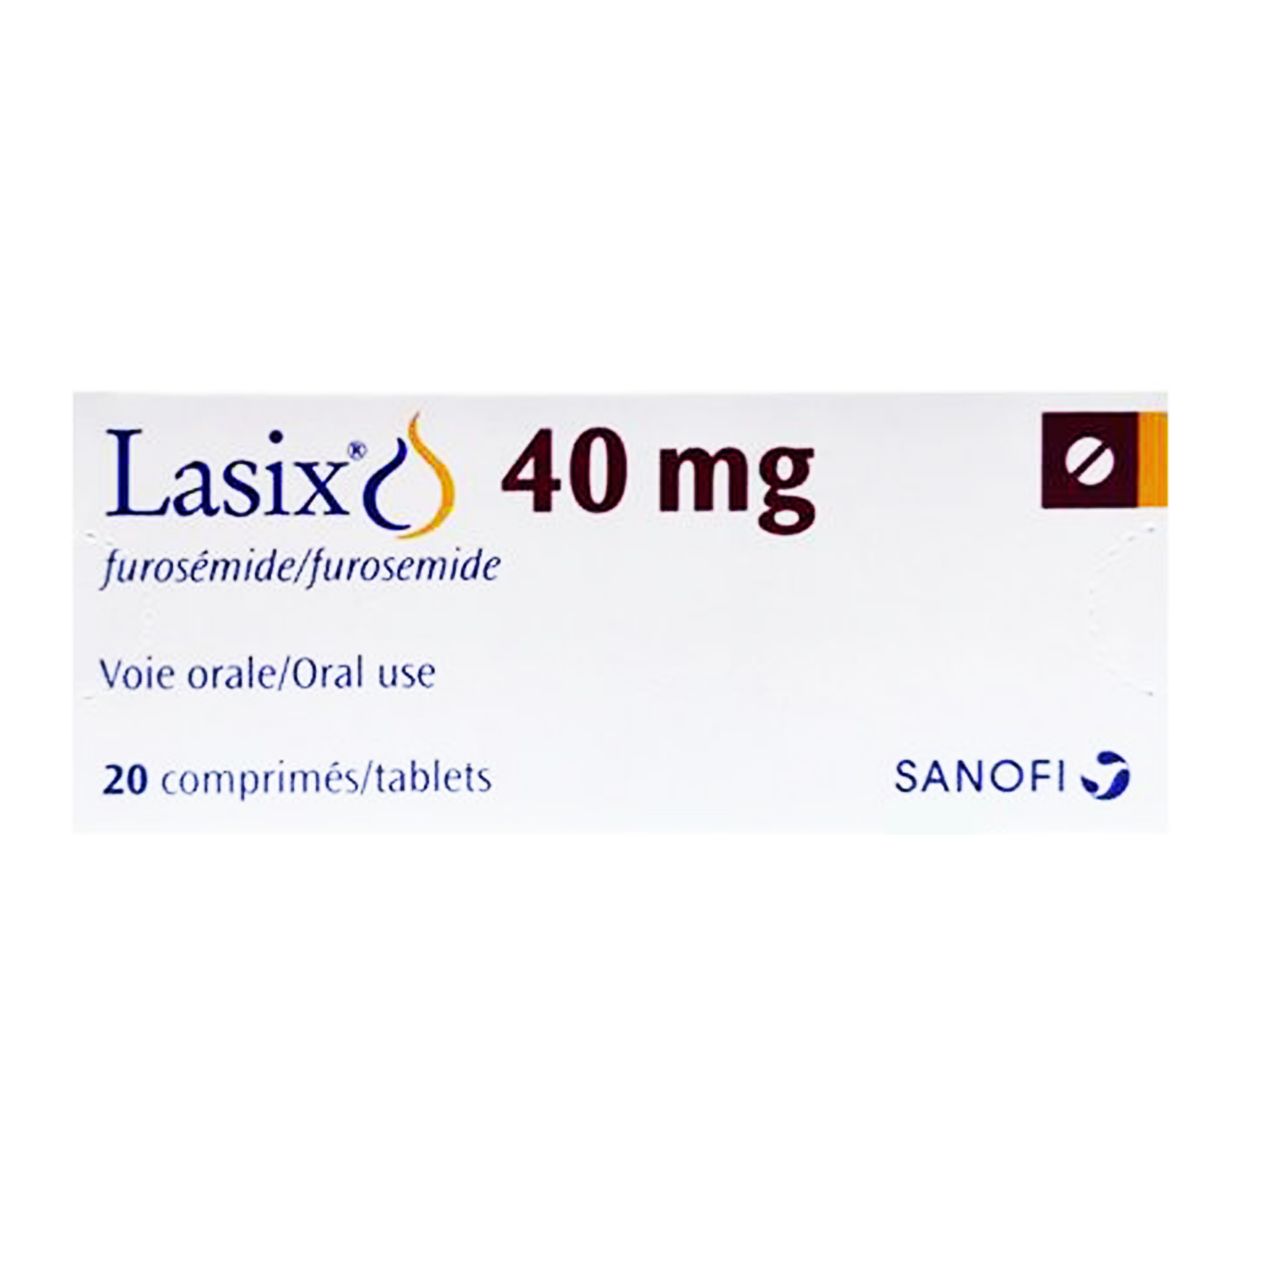 Lasix® 40 mg
furosémide/furosemide
Voie orale/Oral use
20 comprimés/tablets
SANOFI